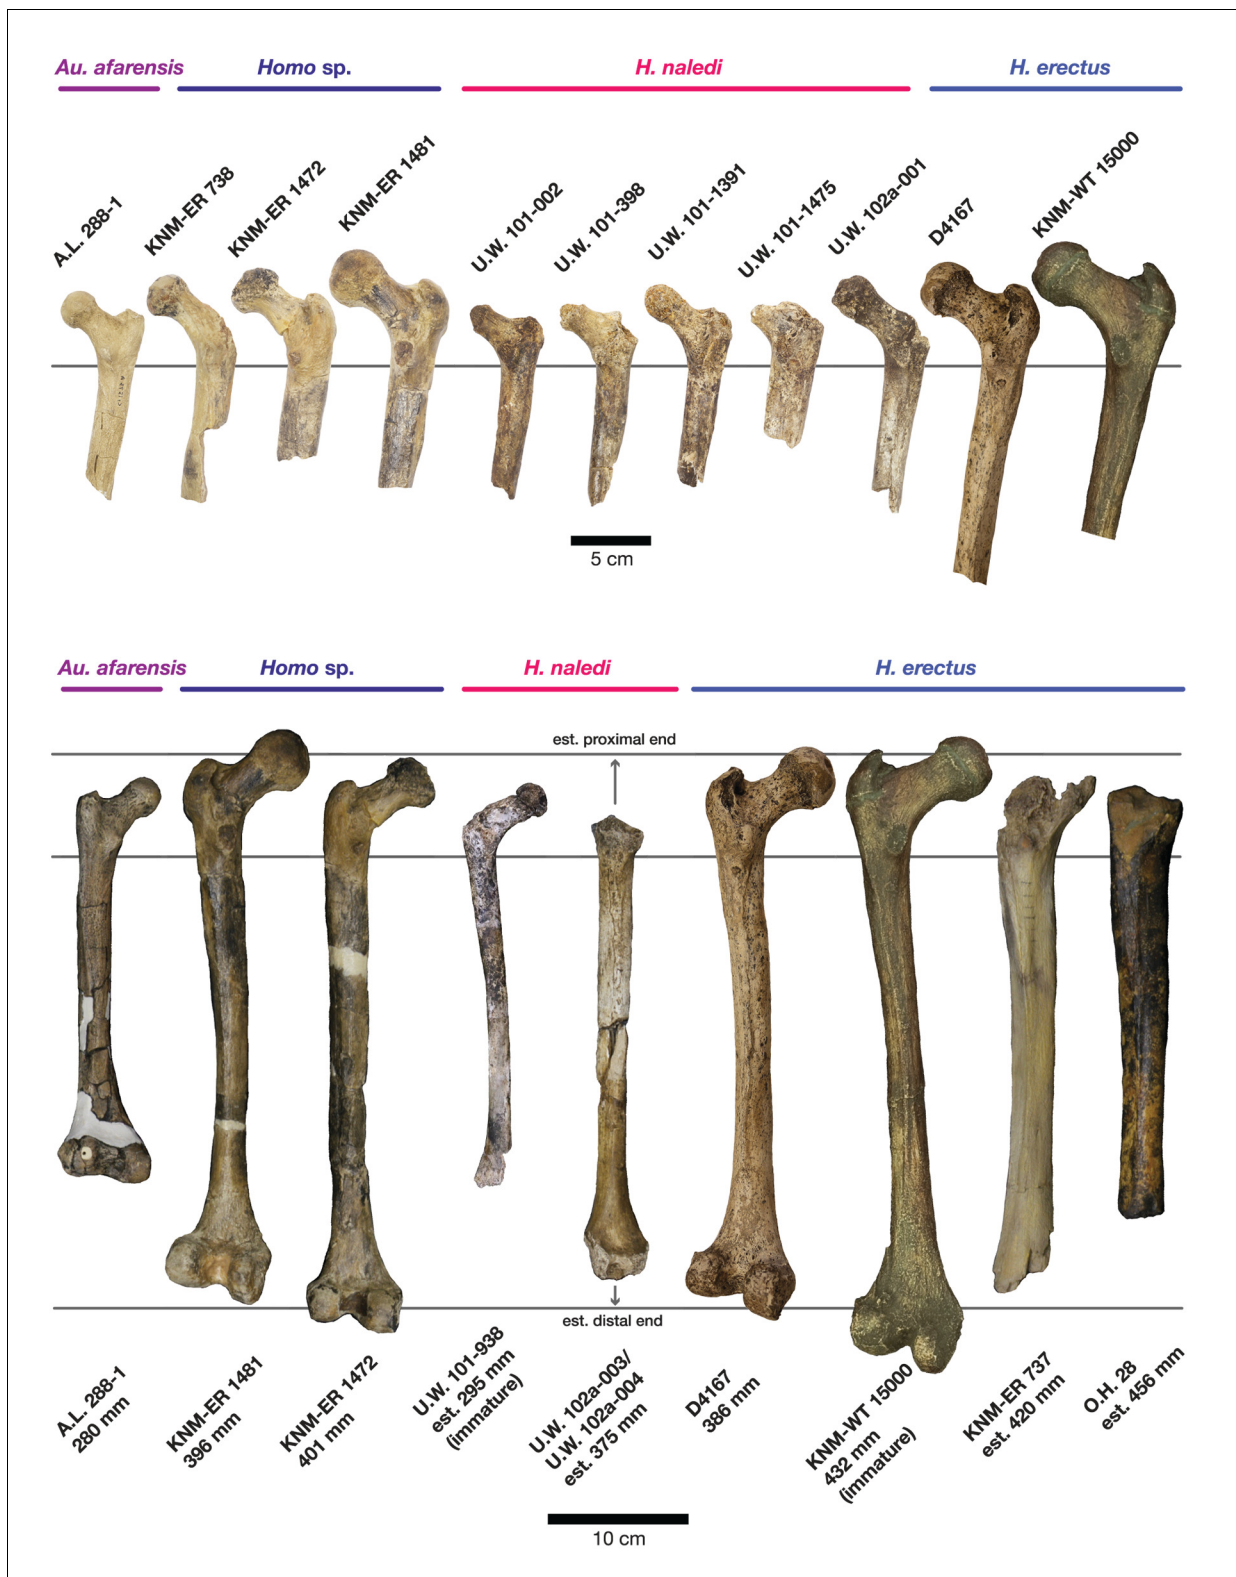 Au. afarensis
Homo sp.
H. naledi
H. erectus
A.L. 288-1
KNM-ER 738
KNM-ER 1472
KNM-ER 1481
U.W. 101-002
U.W. 101-398
U.W. 101-1391
U.W. 101-1475
U.W. 102a-001
D4167
KNM-WT 15000
5 cm
Au. afarensis
Homo sp.
H. naledi
H. erectus
est. proximal end
est. distal end
A.L. 288-1
280 mm
KNM-ER 1481
396 mm
KNM-ER 1472
401 mm
U.W. 101-938
est. 295 mm
(immature)
U.W. 102a-003/
U.W. 102a-004
est. 375 mm
D4167
386 mm
KNM-WT 15000
432 mm
(immature)
KNM-ER 737
est. 420 mm
O.H. 28
est. 456 mm
10 cm